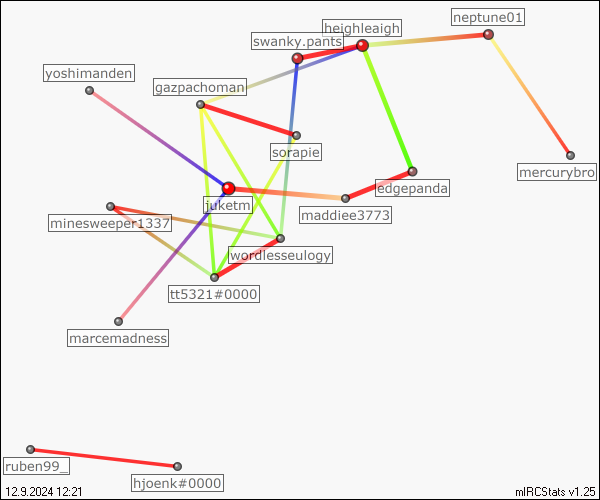 neptune01
heighleaigh
swanky.pants
yoshimanden
gazpachoman
sorapie
mercurybro
edgepanda
juketm
maddiee3773
minesweeper1337
wordlesseulogy
tt5321#0000
marcemadness
ruben99_
hjoenk#0000
12.9.2024 12:21
mIRCStats v1.25